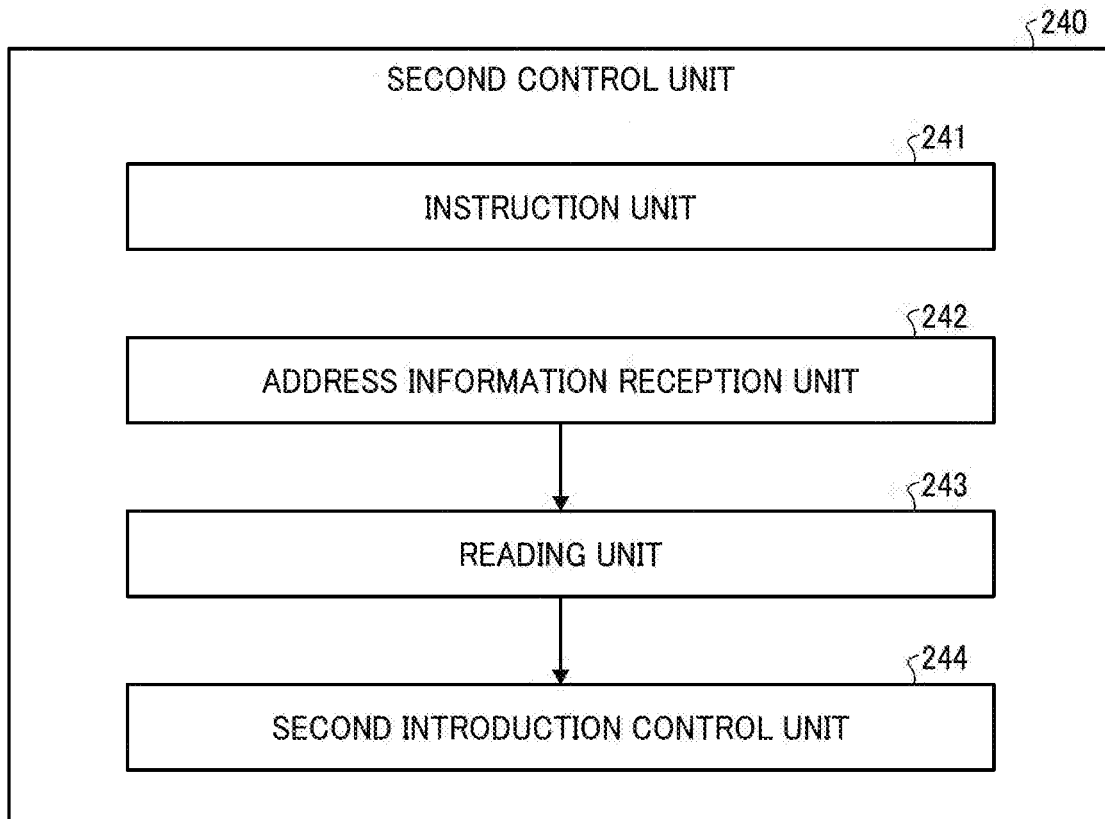 240
SECOND CONTROL UNIT
241
INSTRUCTION UNIT
242
ADDRESS INFORMATION RECEPTION UNIT
243
READING UNIT
244
SECOND INTRODUCTION CONTROL UNIT